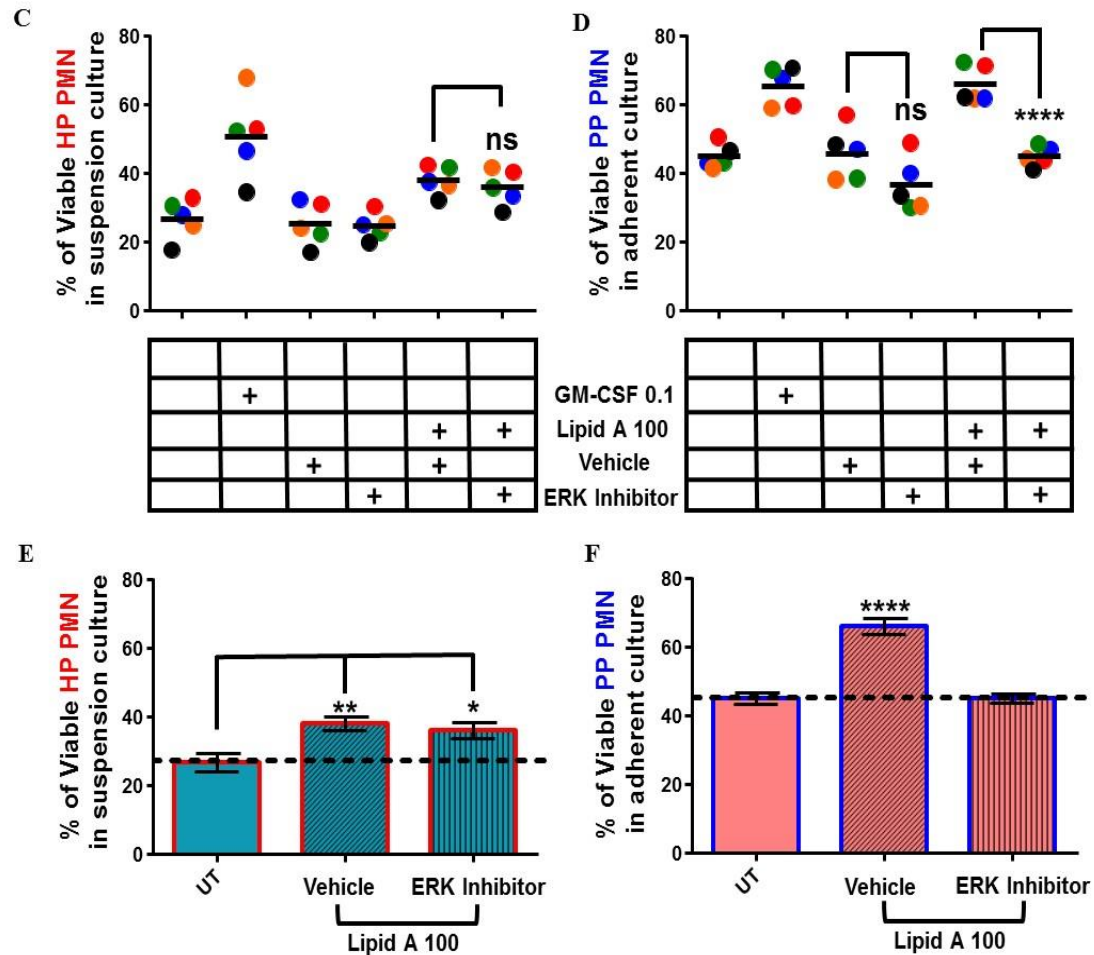 C
% of Viable HP PMN
in suspension culture
80
60
40
20
0
ns
D
% of Viable PP PMN
in adherent culture
80
60
40
20
0
ns
****
GM-CSF 0.1
Lipid A 100
Vehicle
ERK Inhibitor
+
+ +
+ +
+ +
+
+ +
+ +
+ +
E
% of Viable HP PMN
in suspension culture
80
60
40
20
0
** *
UT Vehicle ERK Inhibitor
Lipid A 100
F
% of Viable PP PMN
in adherent culture
80
60
40
20
0
****
UT Vehicle ERK Inhibitor
Lipid A 100